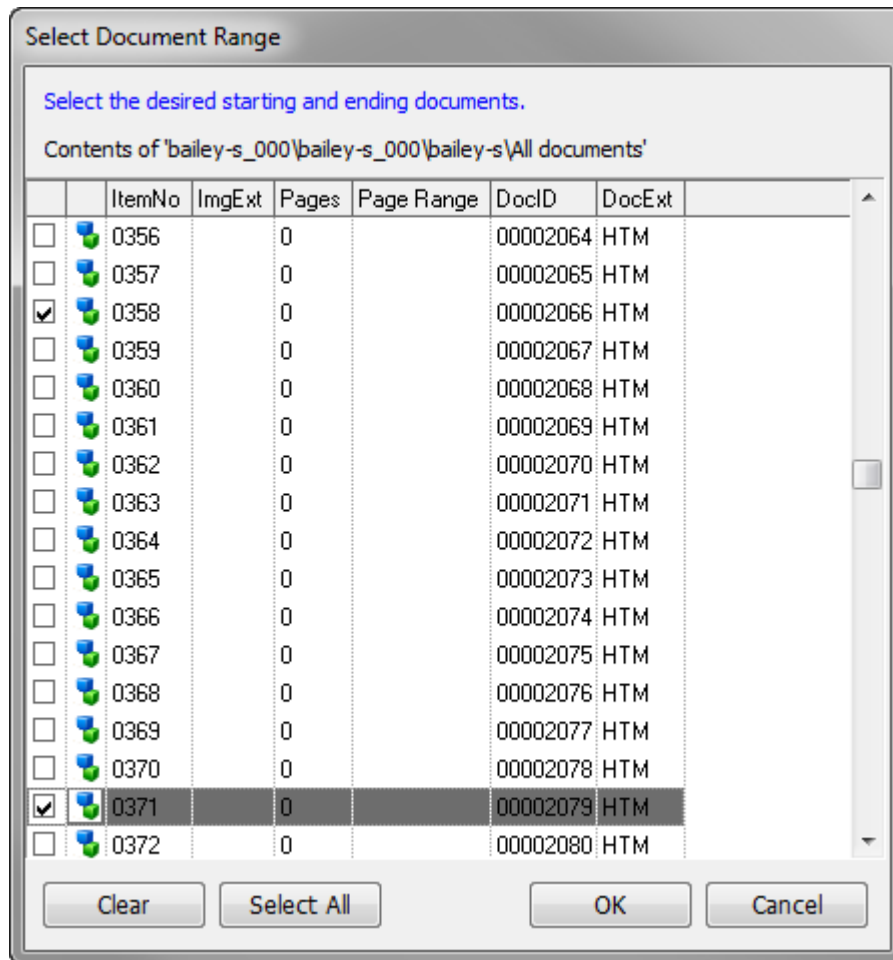 Select Document Range
Select the desired starting and ending documents.
Contents of 'bailey-s_000\bailey-s_000\bailey-s\All documents'
ItemNo ImgExt Pages Page Range DocID DocExt
0356 0 00002064 HTM
0357 0 00002065 HTM
0358 0 00002066 HTM
0359 0 00002067 HTM
0360 0 00002068 HTM
0361 0 00002069 HTM
0362 0 00002070 HTM
0363 0 00002071 HTM
0364 0 00002072 HTM
0365 0 00002073 HTM
0366 0 00002074 HTM
0367 0 00002075 HTM
0368 0 00002076 HTM
0369 0 00002077 HTM
0370 0 00002078 HTM
0371 0 00002079 HTM
0372 0 00002080 HTM
Clear Select All OK Cancel